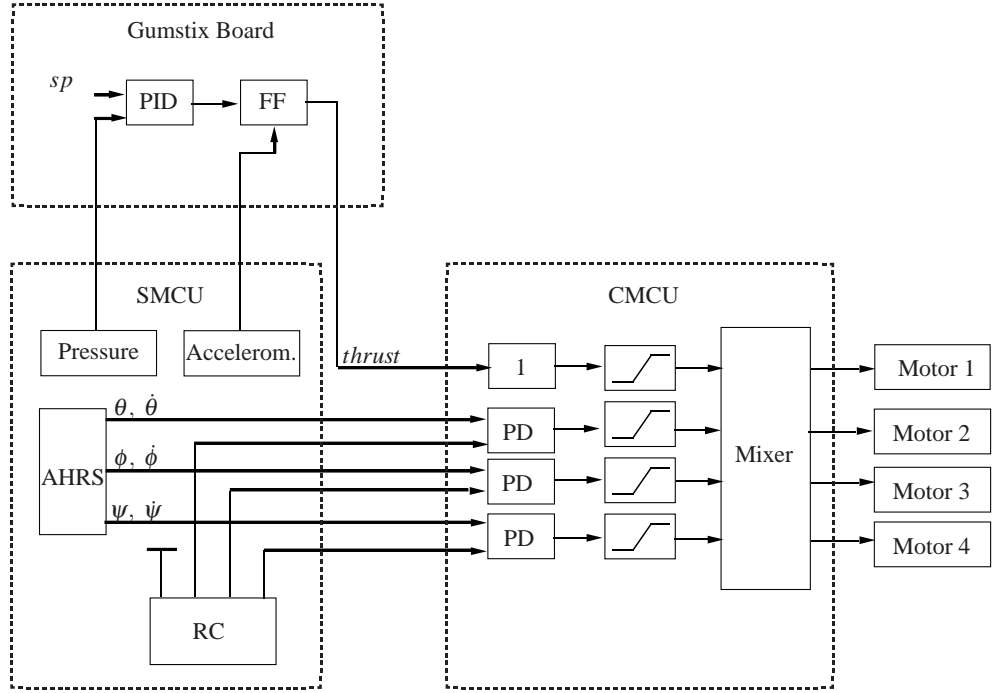 Gumstix Board
sp
PID
FF
SMCU
CMCU
Pressure
Accelerom.
thrust
1
Motor 1
θ, θ̇
PD
Motor 2
AHRS
ϕ, ϕ̇
PD
Mixer
Motor 3
ψ, ψ̇
PD
Motor 4
RC